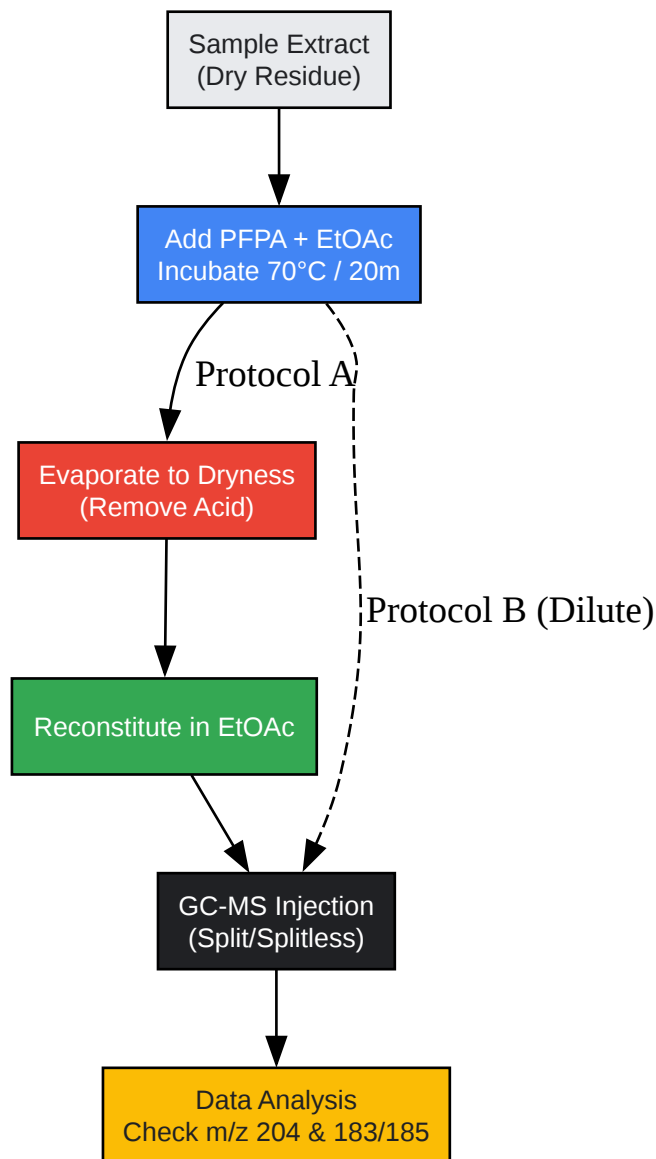 Sample Extract
(Dry Residue)
Add PFPA + EtOAc
Incubate 70°C / 20m
Protocol A
Evaporate to Dryness
(Remove Acid)
Protocol B (Dilute)
Reconstitute in EtOAc
GC-MS Injection
(Split/Splitless)
Data Analysis
Check m/z 204 & 183/185